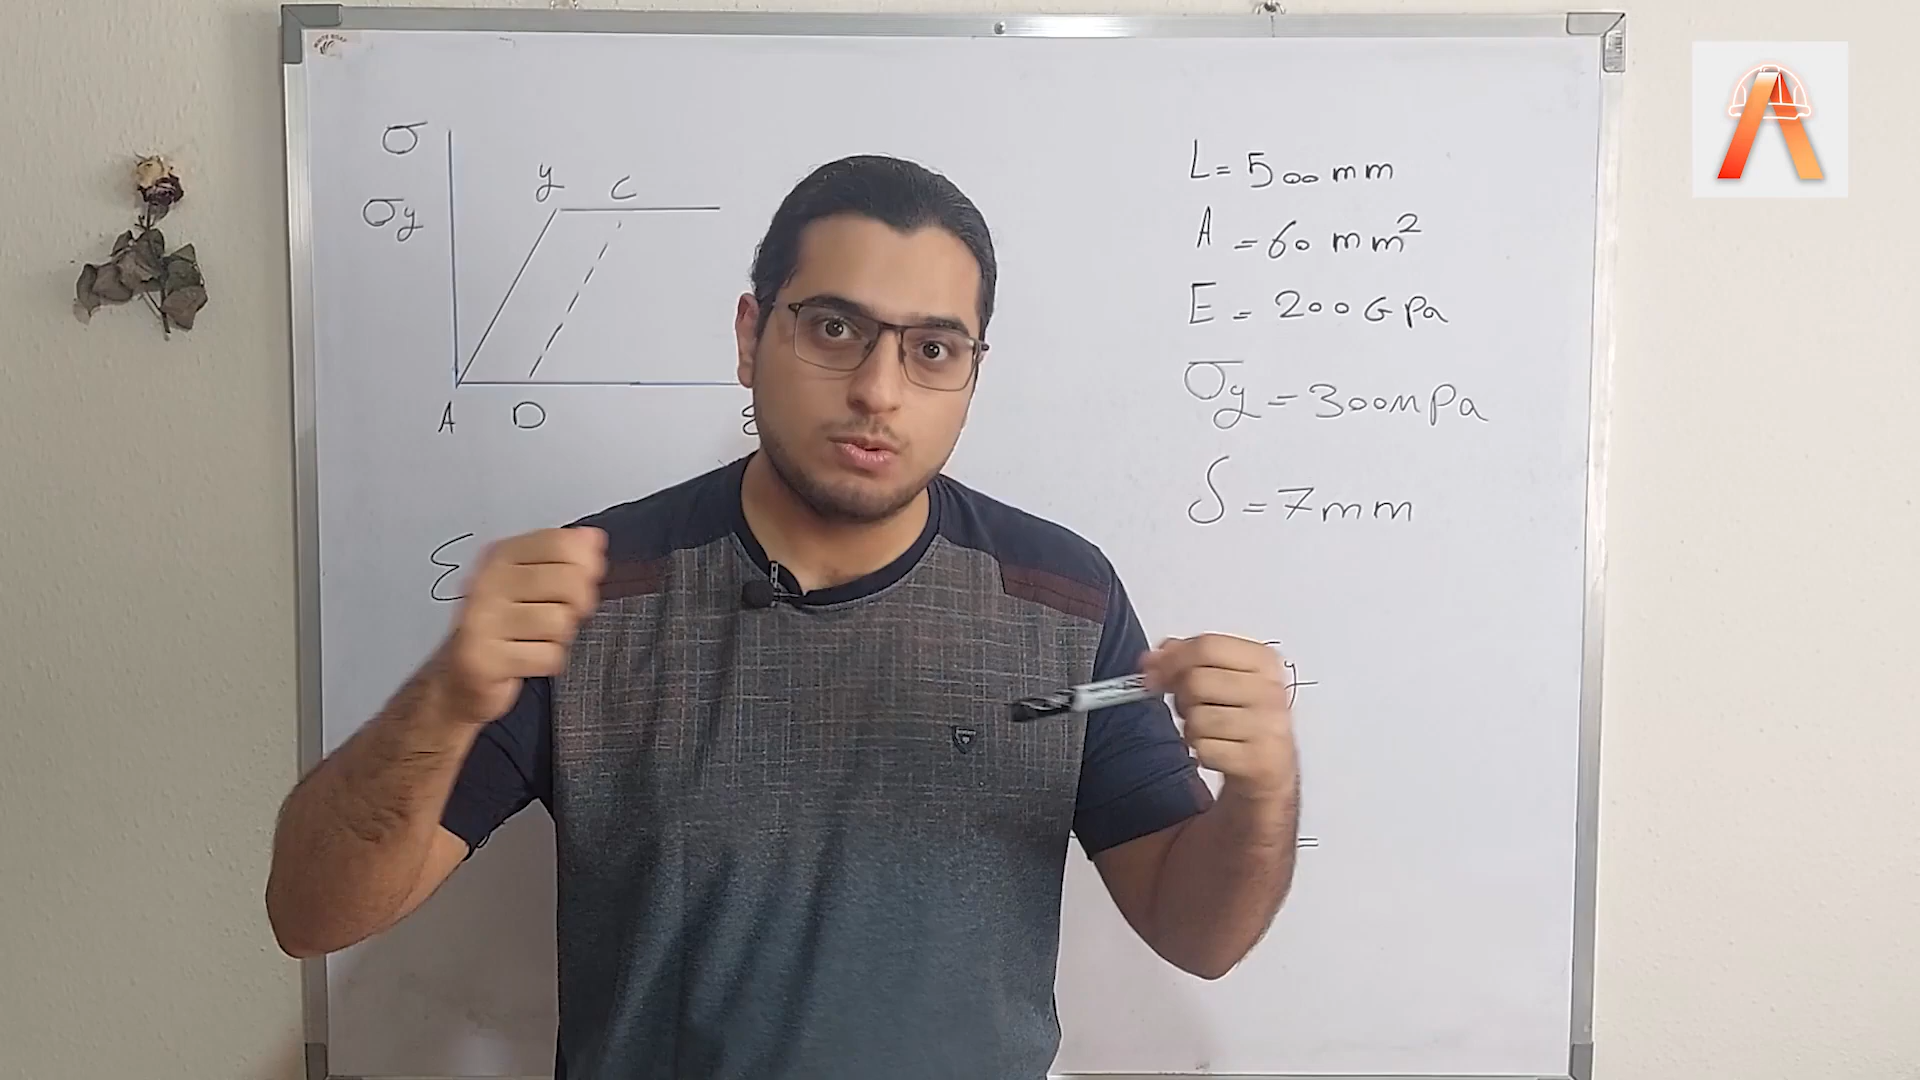 σ
σy
y C
A D
ε
L = 500 mm
A = 60 mm²
E = 200 GPa
σy = 300 MPa
δ = 7 mm
y
=